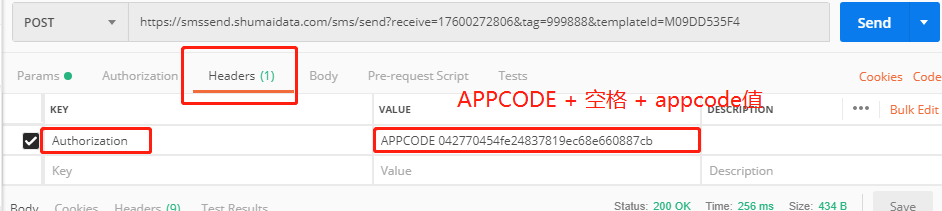 POST https://smssend.shumaidata.com/sms/send?receive=17600272806&tag=999888&templateId=M09DD535F4 Send
Params Authorization Headers (1) Body Pre-request Script Tests Cookies Code
APPCODE + 空格 + appcode值
KEY VALUE DESCRIPTION ••• Bulk Edit
Authorization APPCODE 042770454fe24837819ec68e660887cb
Key Value Description
Body Cookies Headers (9) Test Results Status: 200 OK Time: 256 ms Size: 434 B Save